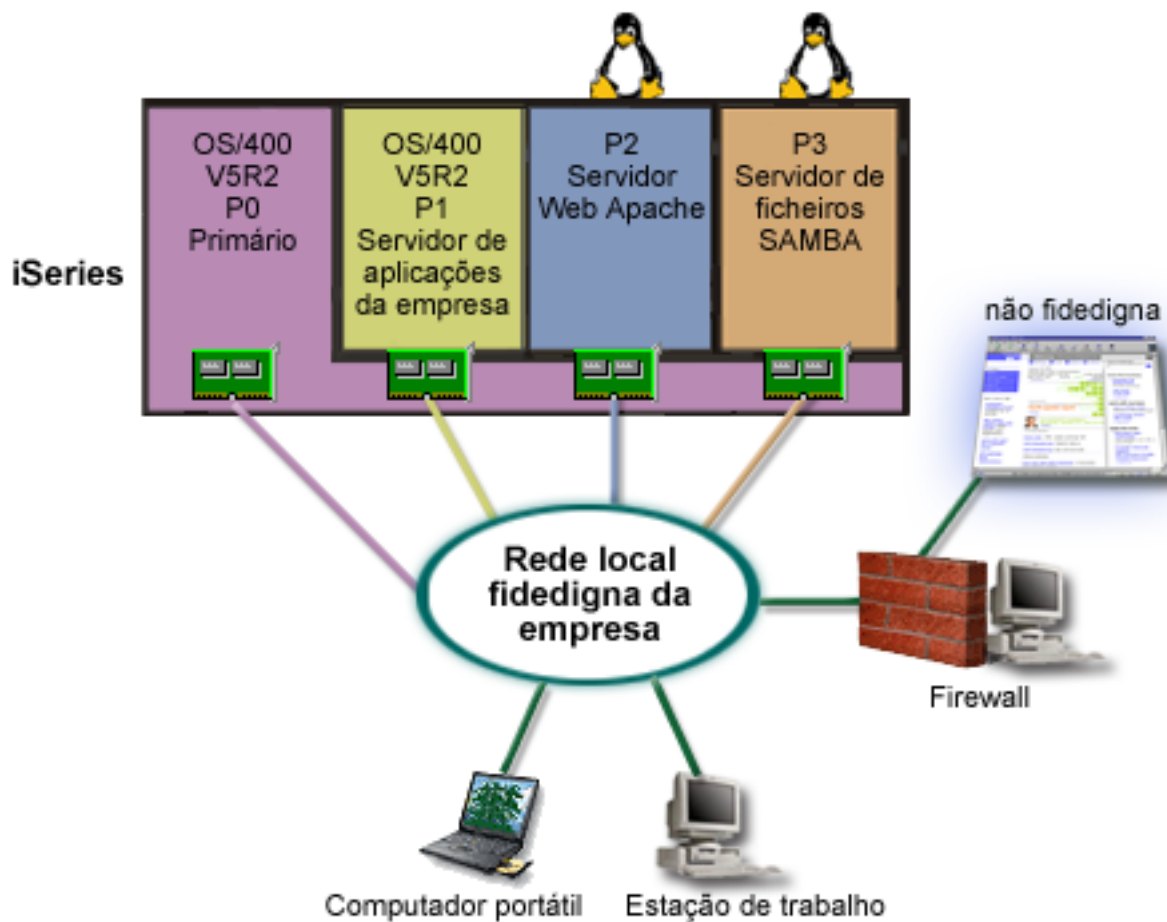 OS/400
V5R2
P0
Primário
OS/400
V5R2
P1
Servidor de
aplicações
da empresa
P2
Servidor
Web Apache
P3
Servidor de
ficheiros
SAMBA
iSeries
não fidedigna
Rede local
fidedigna da
empresa
Firewall
Computador portátil
Estação de trabalho